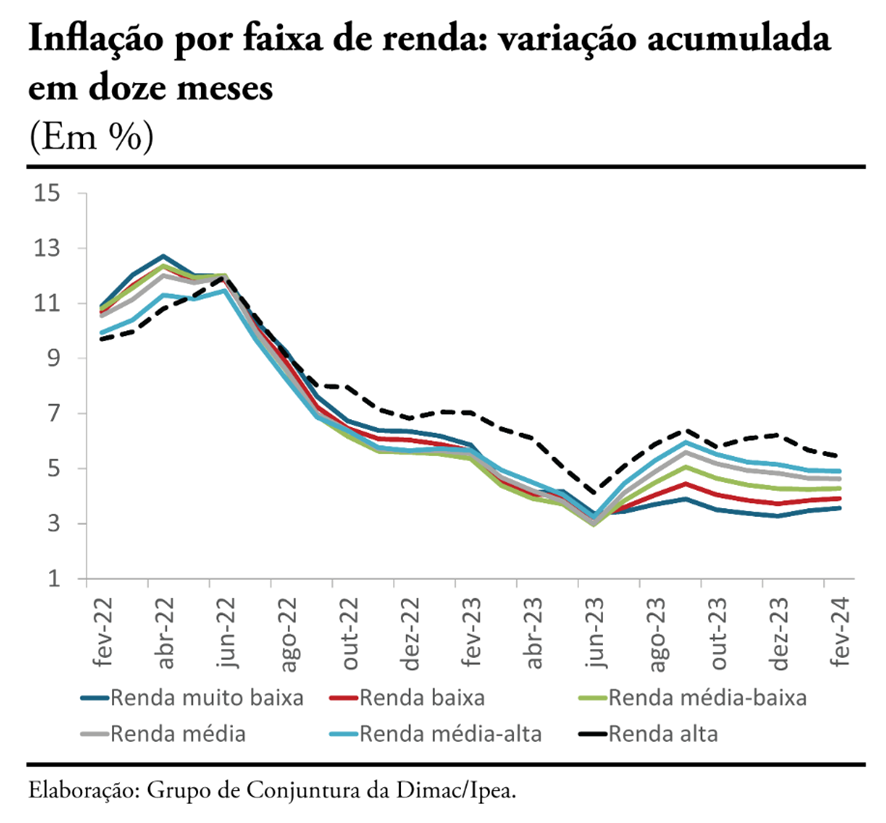 Inflação por faixa de renda: variação acumulada
em doze meses
(Em %)
15
13
11
9
7
5
3
1
fev-22
abr-22
jun-22
ago-22
out-22
dez-22
fev-23
abr-23
jun-23
ago-23
out-23
dez-23
fev-24
Renda muito baixa
Renda baixa
Renda média-baixa
Renda média
Renda média-alta
Renda alta
Elaboração: Grupo de Conjuntura da Dimac/Ipea.